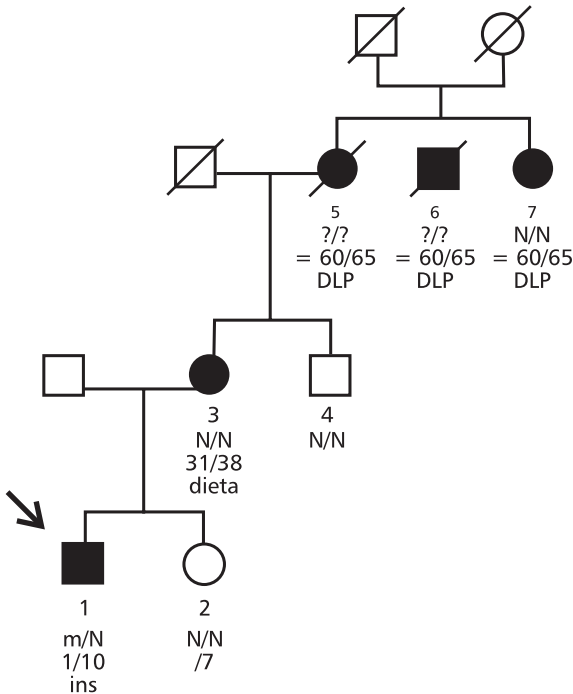 5
?/?
= 60/65
DLP
6
?/?
= 60/65
DLP
7
N/N
= 60/65
DLP
3
N/N
31/38
dieta
4
N/N
1
m/N
1/10
ins
2
N/N
/7